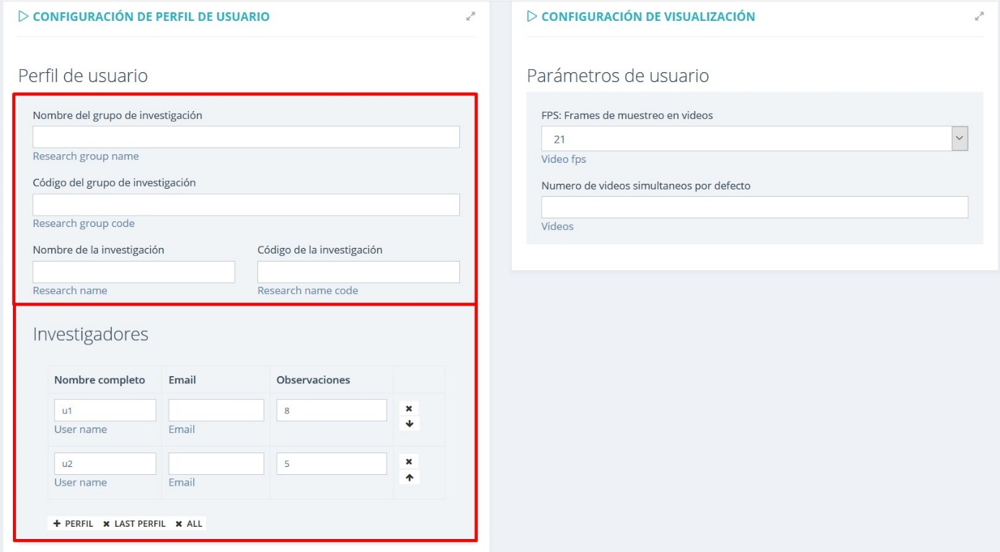 CONFIGURACIÓN DE PERFIL DE USUARIO
Perfil de usuario
Nombre del grupo de investigación
Research group name
Código del grupo de investigación
Research group code
Nombre de la investigación Código de la investigación
Research name Research name code
Investigadores
Nombre completo Email Observaciones
u1 8
User name Email
u2 5
User name Email
PERFIL LAST PERFIL ALL
CONFIGURACIÓN DE VISUALIZACIÓN
Parámetros de usuario
FPS: Frames de muestreo en videos
21
Video fps
Numero de videos simultaneos por defecto
Videos